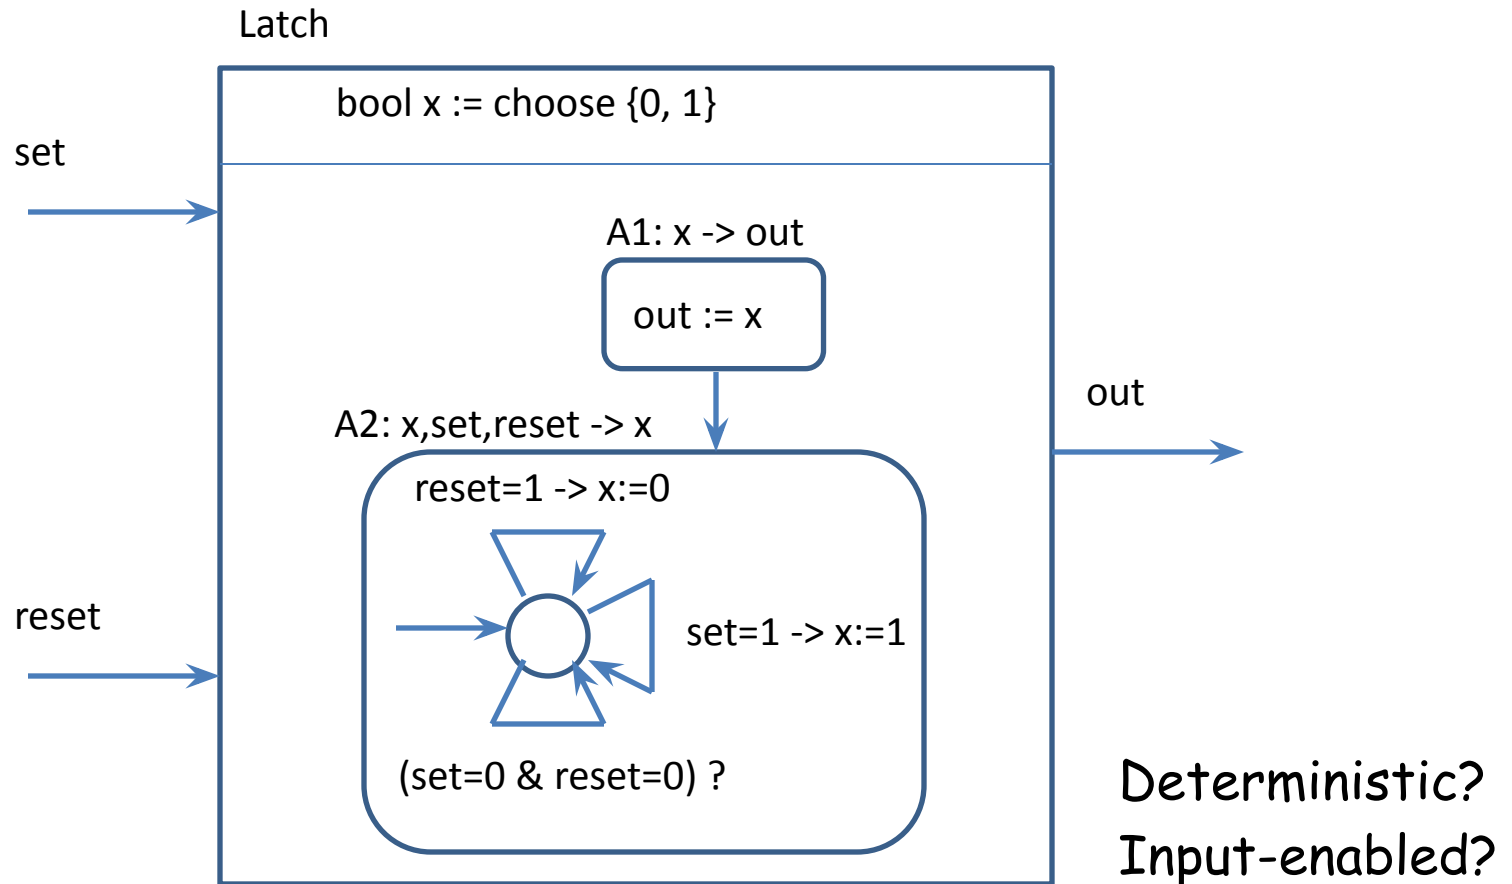 Latch
bool x := choose {0, 1}
set
A1: x -> out
out := x
out
A2: x,set,reset -> x
reset=1 -> x:=0
reset
set=1 -> x:=1
(set=0 & reset=0) ?
Deterministic?
Input-enabled?